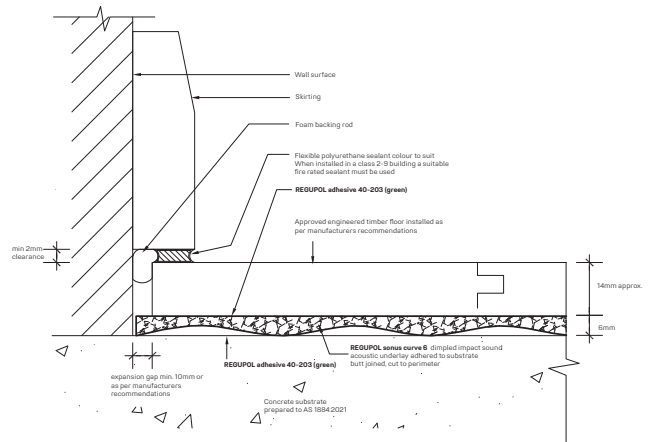 Wall surface
Skirting
Foam backing rod
Flexible polyurethane sealant colour to suit
When installed in a class 2-9 building a suitable
fire rated sealant must be used
REGUPOL adhesive 40-203 (green)
Approved engineered timber floor installed as
per manufacturers recommendations
min 2mm
clearance
14mm approx.
6mm
REGUPOL sonus curve 6 dimpled impact sound
acoustic underlay adhered to substrate
butt joined, cut to perimeter
REGUPOL adhesive 40-203 (green)
expansion gap min. 10mm or
as per manufacturers
recommendations
Concrete substrate
prepared to AS 1884:2021